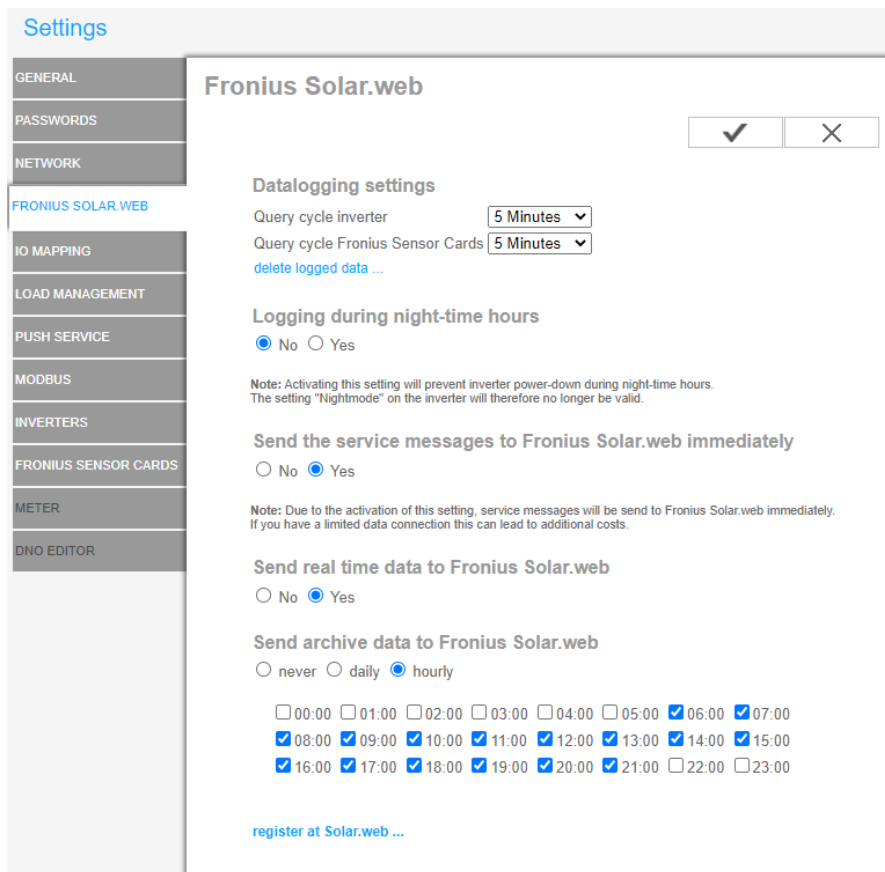 Settings
GENERAL
PASSWORDS
NETWORK
FRONIUS SOLAR.WEB
IO MAPPING
LOAD MANAGEMENT
PUSH SERVICE
MODBUS
INVERTERS
FRONIUS SENSOR CARDS
METER
DNO EDITOR
Fronius Solar.web
Datalogging settings
Query cycle inverter 5 Minutes
Query cycle Fronius Sensor Cards 5 Minutes
delete logged data ...
Logging during night-time hours
No Yes
Note: Activating this setting will prevent inverter power-down during night-time hours.
The setting "Nightmode" on the inverter will therefore no longer be valid.
Send the service messages to Fronius Solar.web immediately
No Yes
Note: Due to the activation of this setting, service messages will be send to Fronius Solar.web immediately.
If you have a limited data connection this can lead to additional costs.
Send real time data to Fronius Solar.web
No Yes
Send archive data to Fronius Solar.web
never daily hourly
00:00 01:00 02:00 03:00 04:00 05:00 06:00 07:00
08:00 09:00 10:00 11:00 12:00 13:00 14:00 15:00
16:00 17:00 18:00 19:00 20:00 21:00 22:00 23:00
register at Solar.web ...